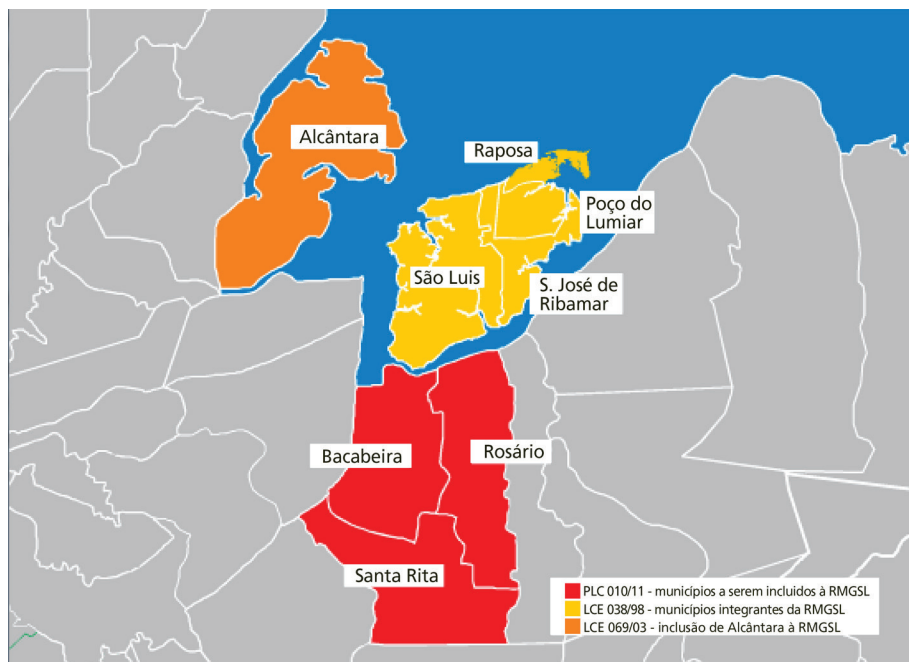 Alcântara
Raposa
Poço do
Lumiar
São Luis
S. José de
Ribamar
Bacabeira
Rosário
Santa Rita
PLC 010/11 - municípios a serem incluidos à RMGSL
LCE 038/98 - municípios integrantes da RMGSL
LCE 069/03 - inclusão de Alcântara à RMGSL